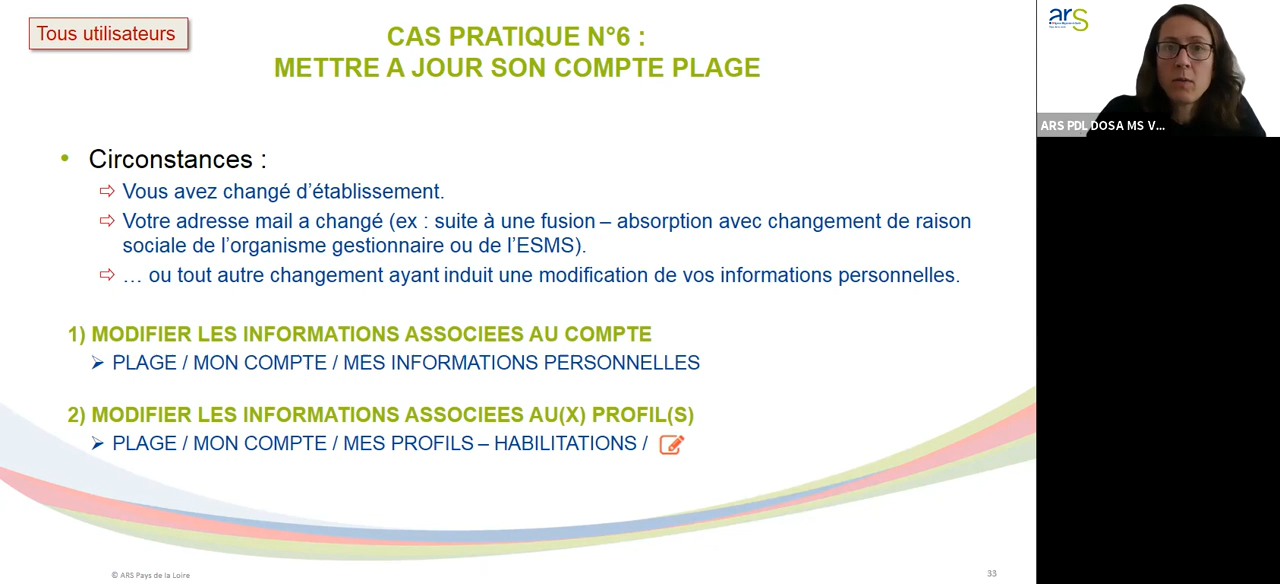 Tous utilisateurs
CAS PRATIQUE N°6 :
METTRE A JOUR SON COMPTE PLAGE
ars
ARS PDL DOSA MS V...
• Circonstances :
⇨ Vous avez changé d'établissement.
⇨ Votre adresse mail a changé (ex : suite à une fusion – absorption avec changement de raison
sociale de l'organisme gestionnaire ou de l'ESMS).
⇨ … ou tout autre changement ayant induit une modification de vos informations personnelles.
1) MODIFIER LES INFORMATIONS ASSOCIEES AU COMPTE
➢ PLAGE / MON COMPTE / MES INFORMATIONS PERSONNELLES
2) MODIFIER LES INFORMATIONS ASSOCIEES AU(X) PROFIL(S)
➢ PLAGE / MON COMPTE / MES PROFILS – HABILITATIONS /
© ARS Pays de la Loire
33